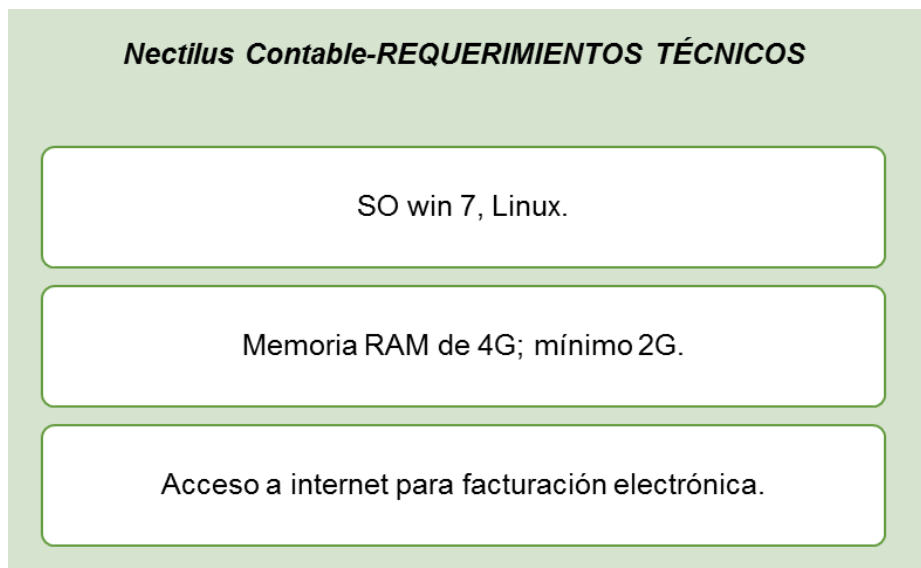 Nectilus Contable-REQUERIMIENTOS TÉCNICOS
SO win 7, Linux.
Memoria RAM de 4G; mínimo 2G.
Acceso a internet para facturación electrónica.